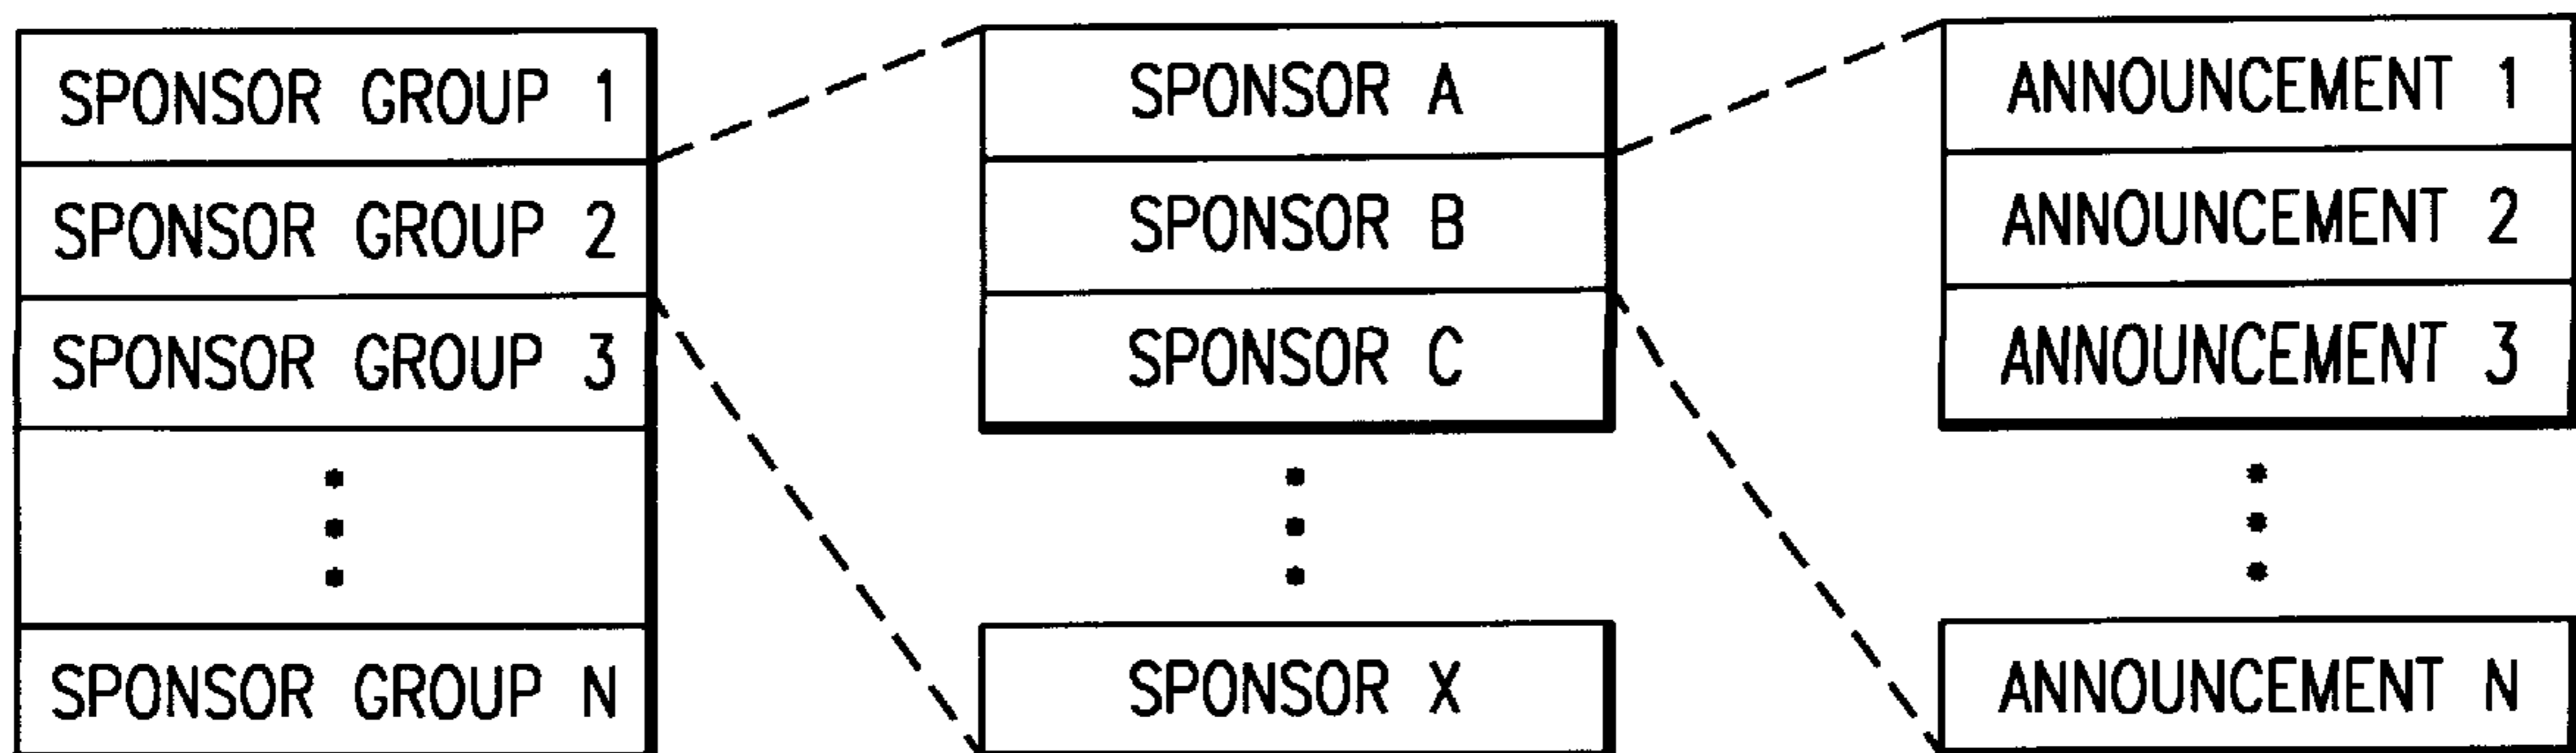 SPONSOR GROUP 1
SPONSOR GROUP 2
SPONSOR GROUP 3
SPONSOR GROUP N
SPONSOR A
SPONSOR B
SPONSOR C
SPONSOR X
ANNOUNCEMENT 1
ANNOUNCEMENT 2
ANNOUNCEMENT 3
ANNOUNCEMENT N